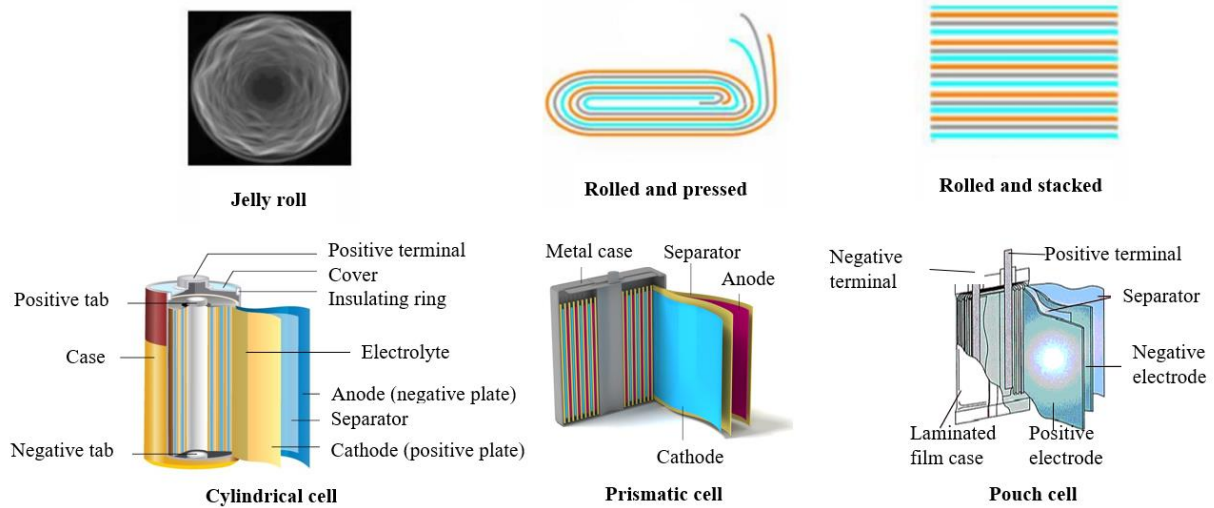 Jelly roll
Rolled and pressed
Rolled and stacked
Positive terminal
Cover
Insulating ring
Positive tab
Case
Electrolyte
Anode (negative plate)
Separator
Cathode (positive plate)
Negative tab
Cylindrical cell
Metal case
Separator
Anode
Cathode
Prismatic cell
Negative
terminal
Positive terminal
Separator
Negative
electrode
Laminated
film case
Positive
electrode
Pouch cell